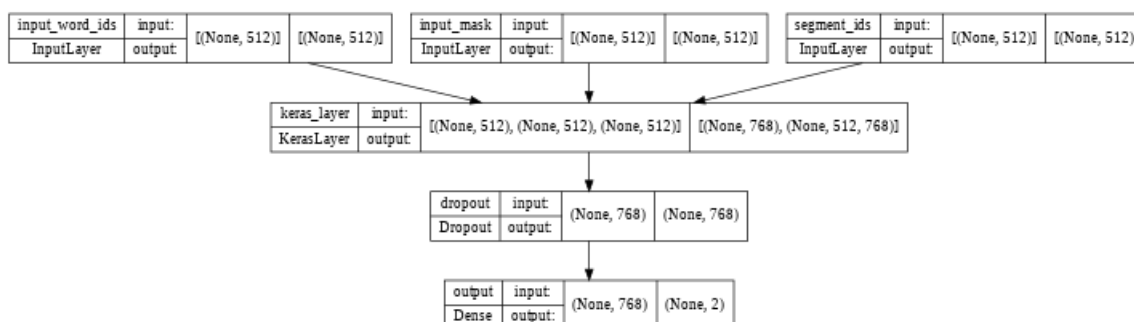 input_word_ids input: [(None, 512)] [(None, 512)]
InputLayer output:
input_mask input: [(None, 512)] [(None, 512)]
InputLayer output:
segment_ids input: [(None, 512)] [(None, 512)
InputLayer output:
keras_layer input: [(None, 512), (None, 512), (None, 512)] [(None, 768), (None, 512, 768)]
KerasLayer output:
dropout input: (None, 768) (None, 768)
Dropout output:
output input: (None, 768) (None, 2)
Dense output: